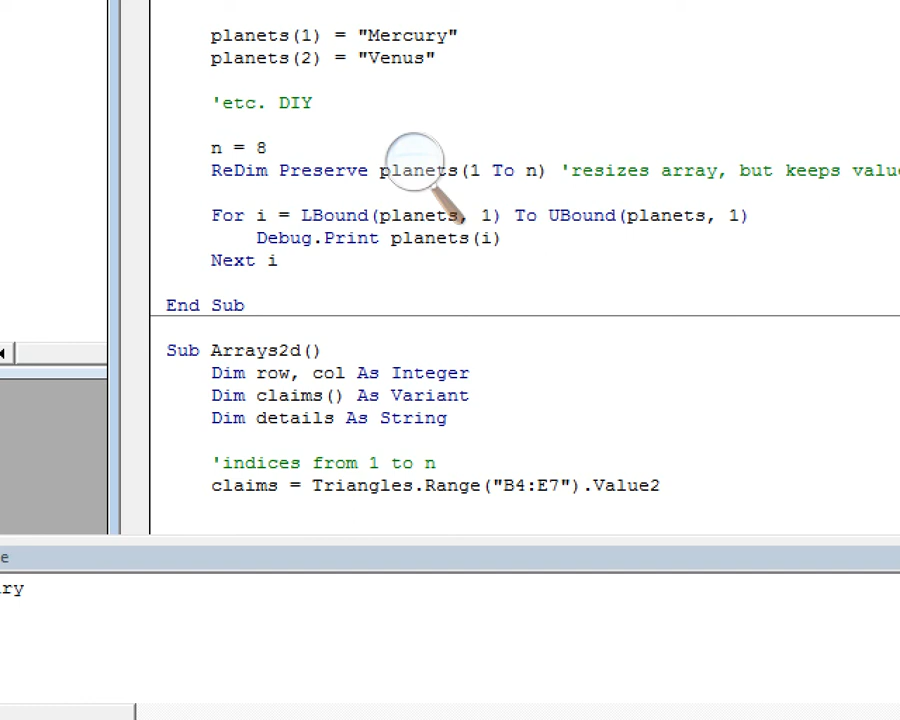 planets(1) = "Mercury"
planets(2) = "Venus"
'etc. DIY
n = 8
ReDim Preserve planets(1 To n) 'resizes array, but keeps
For i = LBound(planets, 1) To UBound(planets, 1)
Debug.Print planets(i)
Next i
End Sub
Sub Arrays2d()
Dim row, col As Integer
Dim claims() As Variant
Dim details As String
'indices from 1 to n
claims = Triangles.Range("B4:E7").Value2